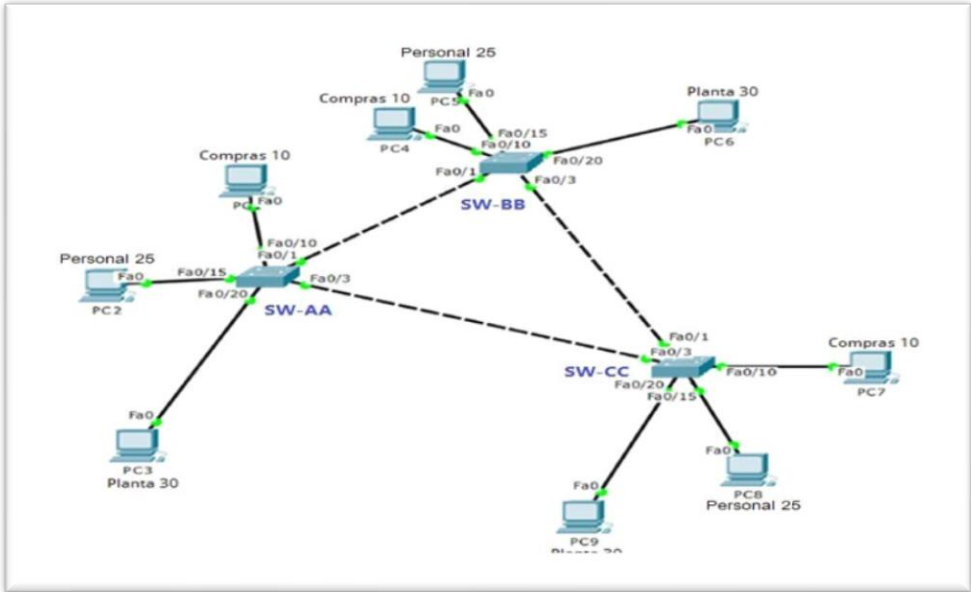 Personal 25
PC5
Fa0
Compras 10
PC4
Fa0
Fa0/15
Fa0/10
Planta 30
Fa0
PC6
Fa0/20
Fa0/1
Fa0/3
SW-BB
Compras 10
Fa0
Fa0/10
Fa0/1
Personal 25
Fa0
PC2
Fa0/15
Fa0/20
Fa0/3
SW-AA
Fa0
PC3
Planta 30
Fa0/1
Fa0/3
SW-CC
Fa0/20
Fa0/15
Fa0/10
Compras 10
Fa0
PC7
Fa0
PC8
Personal 25
Fa0
PC9